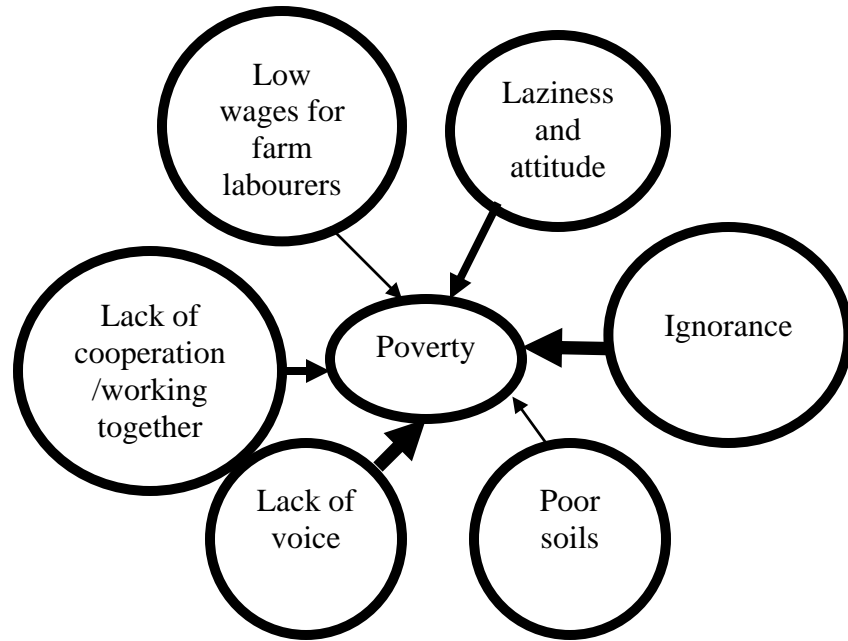 Low
wages for
farm
labourers
Laziness
and
attitude
Lack of
cooperation
/working
together
Poverty
Ignorance
Lack of
voice
Poor
soils